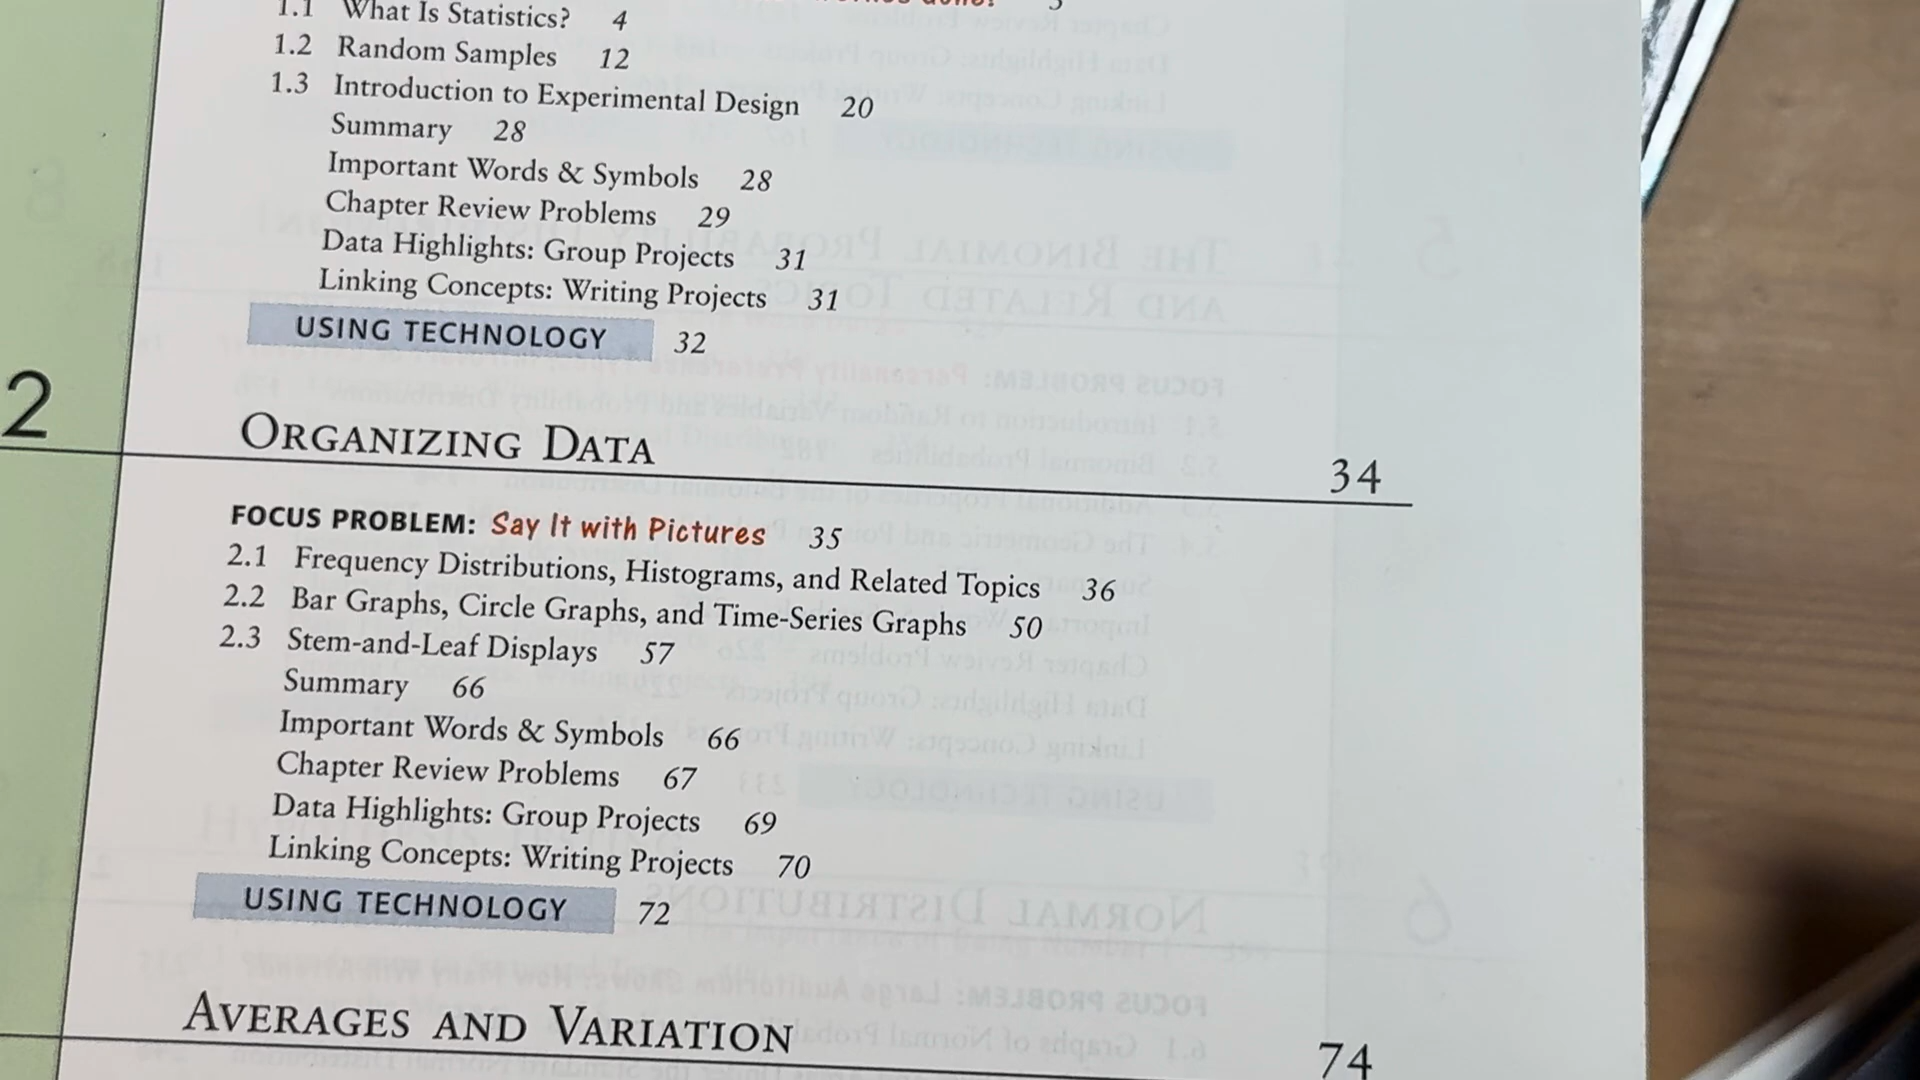 1.1 What Is Statistics? 4
1.2 Random Samples 12
1.3 Introduction to Experimental Design 20
Summary 28
Important Words & Symbols 28
Chapter Review Problems 29
Data Highlights: Group Projects 31
Linking Concepts: Writing Projects 31
USING TECHNOLOGY 32
2 ORGANIZING DATA 34
FOCUS PROBLEM: Say It with Pictures 35
2.1 Frequency Distributions, Histograms, and Related Topics 36
2.2 Bar Graphs, Circle Graphs, and Time-Series Graphs 50
2.3 Stem-and-Leaf Displays 57
Summary 66
Important Words & Symbols 66
Chapter Review Problems 67
Data Highlights: Group Projects 69
Linking Concepts: Writing Projects 70
USING TECHNOLOGY 72
AVERAGES AND VARIATION 74